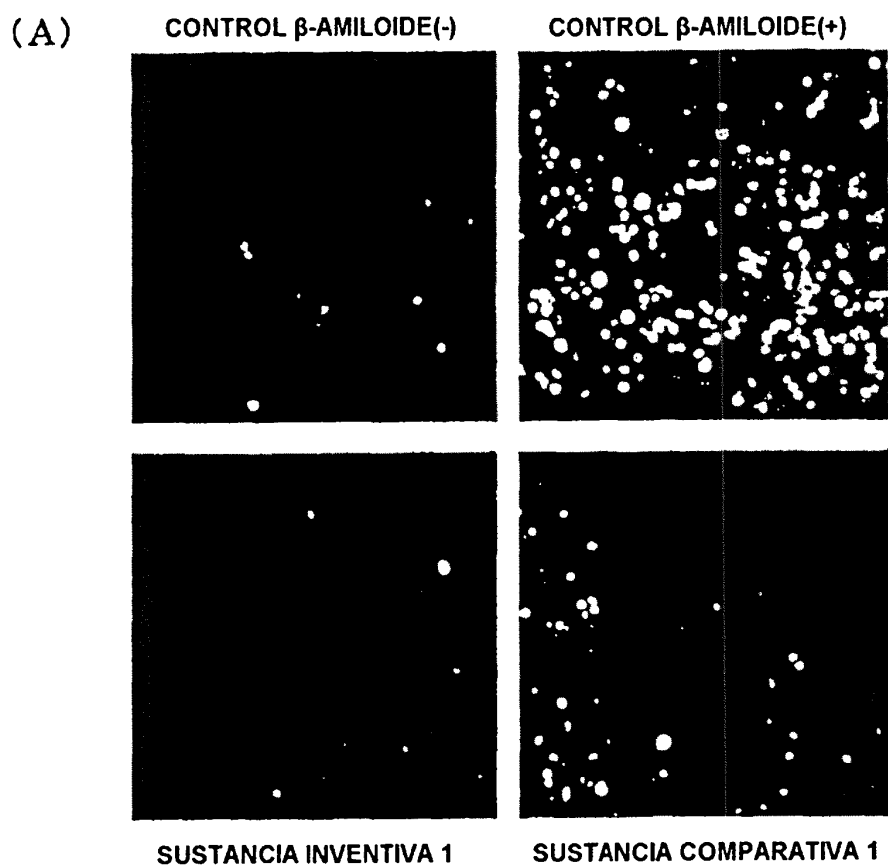 (A)
CONTROL β-AMILOIDE(-)
CONTROL β-AMILOIDE(+)
SUSTANCIA INVENTIVA 1
SUSTANCIA COMPARATIVA 1